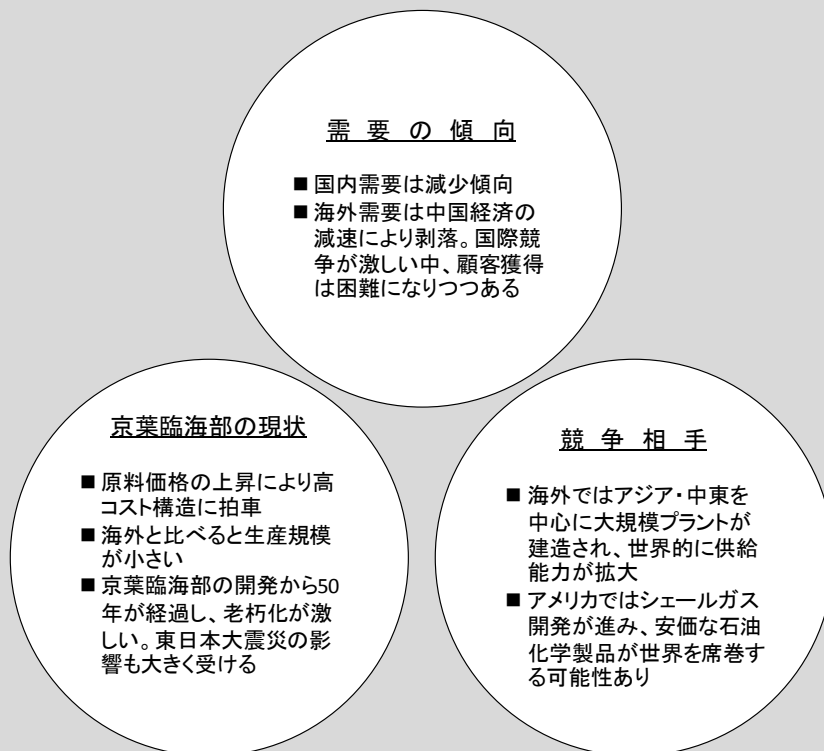 需要の傾向
■ 国内需要は減少傾向
■ 海外需要は中国経済の
減速により剥落。国際競
争が激しい中、顧客獲得
は困難になりつつある
京葉臨海部の現状
■ 原料価格の上昇により高
コスト構造に拍車
■ 海外と比べると生産規模
が小さい
■ 京葉臨海部の開発から50
年が経過し、老朽化が激
しい。東日本大震災の影
響も大きく受ける
競争相手
■ 海外ではアジア・中東を
中心に大規模プラントが
建造され、世界的に供給
能力が拡大
■ アメリカではシェールガス
開発が進み、安価な石油
化学製品が世界を席巻す
る可能性あり